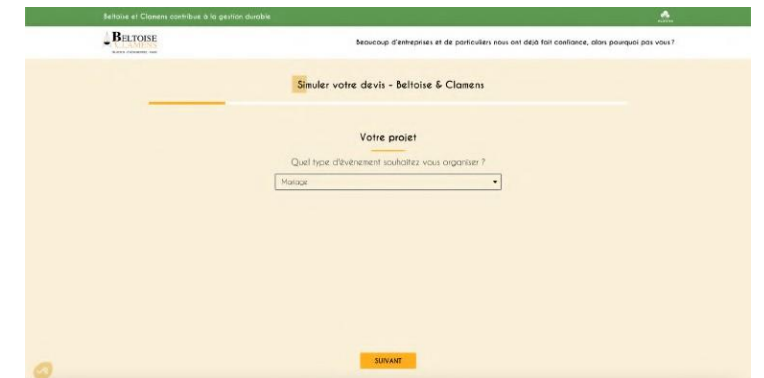 Beltoise et Clamens contribue à la gestion durable
BELTOISE
CLAMENS
Beaucoup d'entreprises et de particuliers nous ont déjà fait confiance, alors pourquoi pas vous?
Simuler votre devis - Beltoise & Clamens
Votre projet
Quel type d'évènement souhaitez vous organiser ?
Mariage
SUIVANT